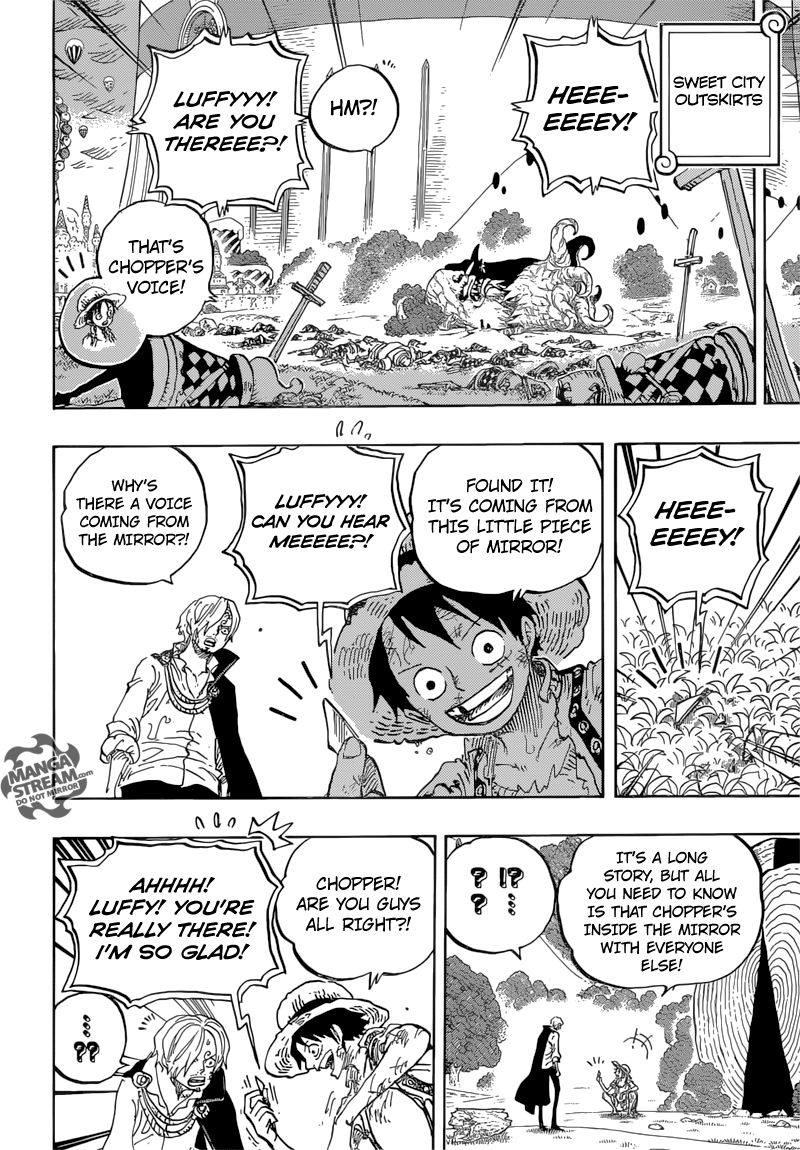 SWEET CITY
OUTSKIRTS
HEEE-
EEEEY!
HM?!
LUFFYYY!
ARE YOU
THEREEE?!
THAT'S
CHOPPER'S
VOICE!
HEEE-
EEEEY!
FOUND IT!
IT'S COMING FROM
THIS LITTLE PIECE
OF MIRROR!
LUFFYYY!
CAN YOU HEAR
MEEEEE?!
WHY'S
THERE A VOICE
COMING FROM
THE MIRROR?!
IT'S A LONG
STORY, BUT ALL
YOU NEED TO KNOW
IS THAT CHOPPER'S
INSIDE THE MIRROR
WITH EVERYONE
ELSE!
? !?
? ...
CHOPPER!
ARE YOU GUYS
ALL RIGHT?!
AHHHH!
LUFFY! YOU'RE
REALLY THERE!
I'M SO GLAD!
...
??
MANGA
STREAM.com
DO NOT MIRROR!